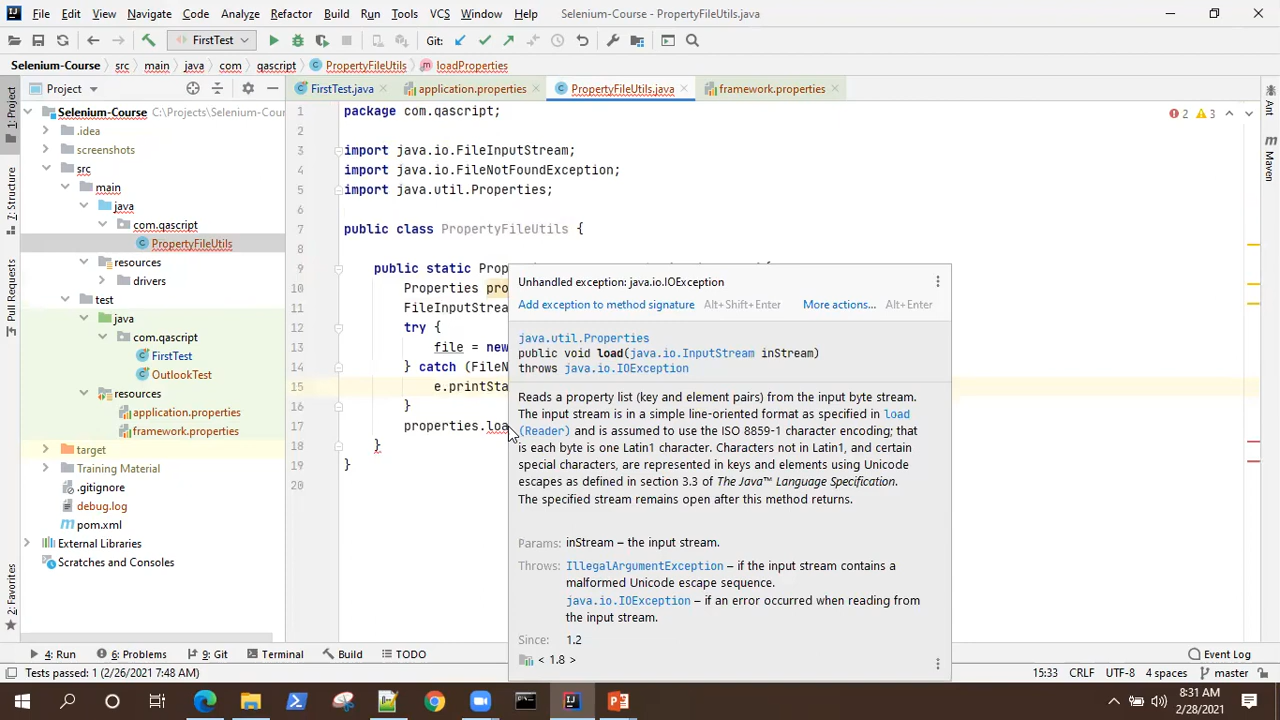 File Edit View Navigate Code Analyze Refactor Build Run Tools VCS Window Help Selenium-Course - PropertyFileUtils.java
FirstTest Git:
Selenium-Course src main java com qascript PropertyFileUtils loadProperties
Project FirstTest.java application.properties PropertyFileUtils.java framework.properties
1: Project
7: Structure
Pull Requests
2: Favorites
Ant
Maven
Selenium-Course C:\Projects\Selenium-Cour
.idea
screenshots
src
main
java
com.qascript
PropertyFileUtils
resources
drivers
test
java
com.qascript
FirstTest
OutlookTest
resources
application.properties
framework.properties
target
Training Material
.gitignore
debug.log
pom.xml
External Libraries
Scratches and Consoles
2 3
1 package com.qascript;
2
3 import java.io.FileInputStream;
4 import java.io.FileNotFoundException;
5 import java.util.Properties;
6
7 public class PropertyFileUtils {
8
9 public static Prop
10 Properties pro
11 FileInputStrea
12 try {
13 file = new
14 } catch (FileN
15 e.printSta
16 }
17 properties.loa
18 }
19 }
20
Unhandled exception: java.io.IOException
Add exception to method signature Alt+Shift+Enter More actions... Alt+Enter
java.util.Properties
public void load(java.io.InputStream inStream)
throws java.io.IOException
Reads a property list (key and element pairs) from the input byte stream.
The input stream is in a simple line-oriented format as specified in load
(Reader) and is assumed to use the ISO 8859-1 character encoding; that
is each byte is one Latin1 character. Characters not in Latin1, and certain
special characters, are represented in keys and elements using Unicode
escapes as defined in section 3.3 of The Java™ Language Specification.
The specified stream remains open after this method returns.
Params: inStream – the input stream.
Throws: IllegalArgumentException – if the input stream contains a
malformed Unicode escape sequence.
java.io.IOException – if an error occurred when reading from
the input stream.
Since: 1.2
< 1.8 >
4: Run 6: Problems 9: Git Terminal Build TODO Event Log
Tests passed: 1 (2/26/2021 7:48 AM) 15:33 CRLF UTF-8 4 spaces master
8:31 AM
2/28/2021